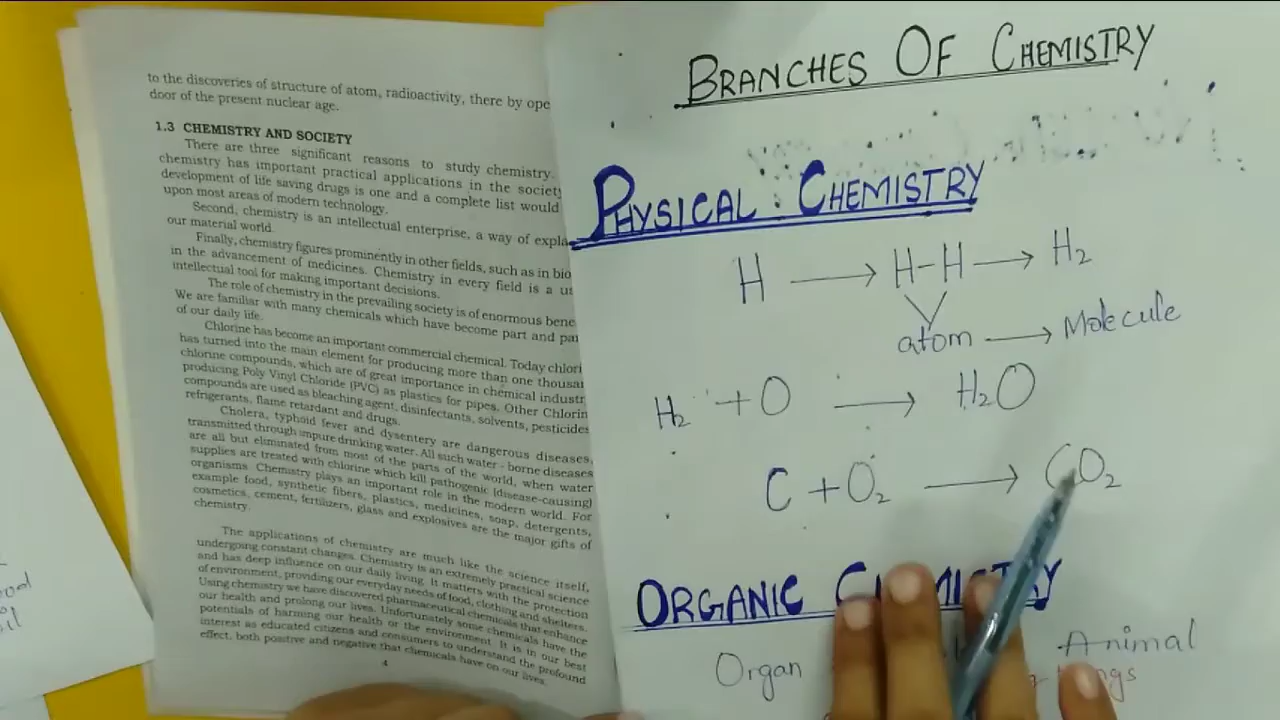 to the discoveries of structure of atom, radioactivity, there by ope
door of the present nuclear age.
1.3 CHEMISTRY AND SOCIETY
There are three significant reasons to study chemistry.
chemistry has important practical applications in the society
development of life saving drugs is one and a complete list would
upon most areas of modern technology.
Second, chemistry is an intellectual enterprise, a way of expla
our material world.
Finally, chemistry figures prominently in other fields, such as in bio
in the advancement of medicines. Chemistry in every field is a us
intellectual tool for making important decisions.
The role of chemistry in the prevailing society is of enormous bene
We are familiar with many chemicals which have become part and par
of our daily life.
Chlorine has become an important commercial chemical. Today chlori
has turned into the main element for producing more than one thousan
chlorine compounds, which are of great importance in chemical industr
producing Poly Vinyl Chloride (PVC) as plastics for pipes. Other Chlorin
compounds are used as bleaching agent, disinfectants, solvents, pesticides
refrigerants, flame retardant and drugs.
Cholera, typhoid fever and dysentery are dangerous diseases,
transmitted through impure drinking water. All such water - borne diseases
are all but eliminated from most of the parts of the world, when water
supplies are treated with chlorine which kill pathogenic (disease-causing)
organisms. Chemistry plays an important role in the modern world. For
example food, synthetic fibers, plastics, medicines, soap, detergents,
cosmetics, cement, fertilizers, glass and explosives are the major gifts of
chemistry.
The applications of chemistry are much like the science itself,
undergoing constant changes. Chemistry is an extremely practical science
and has deep influence on our daily living. It matters with the protection
of environment, providing our everyday needs of food, clothing and shelters.
Using chemistry we have discovered pharmaceutical chemicals that enhance
our health and prolong our lives. Unfortunately some chemicals have the
potentials of harming our health or the environment. It is in our best
interest as educated citizens and consumers to understand the profound
effect, both positive and negative that chemicals have on our lives.
4
BRANCHES OF CHEMISTRY
PHYSICAL CHEMISTRY
H → H-H → H₂
atom → Molecule
H₂ + O → H₂O
C + O₂ → CO₂
ORGANIC CHEMISTRY
Organ Animal